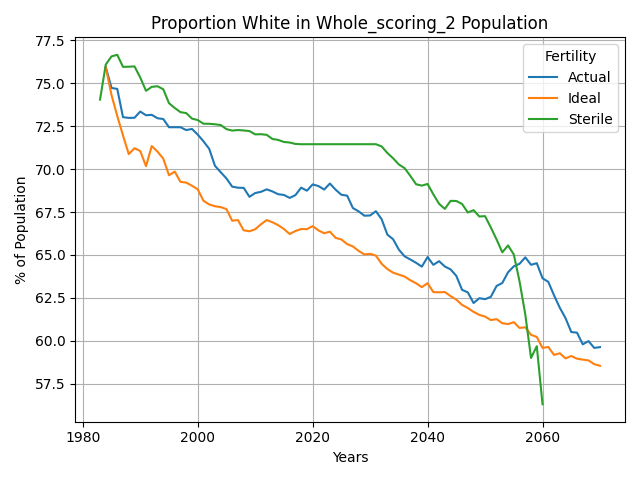 Proportion White in Whole_scoring_2 Population
% of Population
77.5
75.0
72.5
70.0
67.5
65.0
62.5
60.0
57.5
Fertility
Actual
Ideal
Sterile
1980
2000
2020
2040
2060
Years